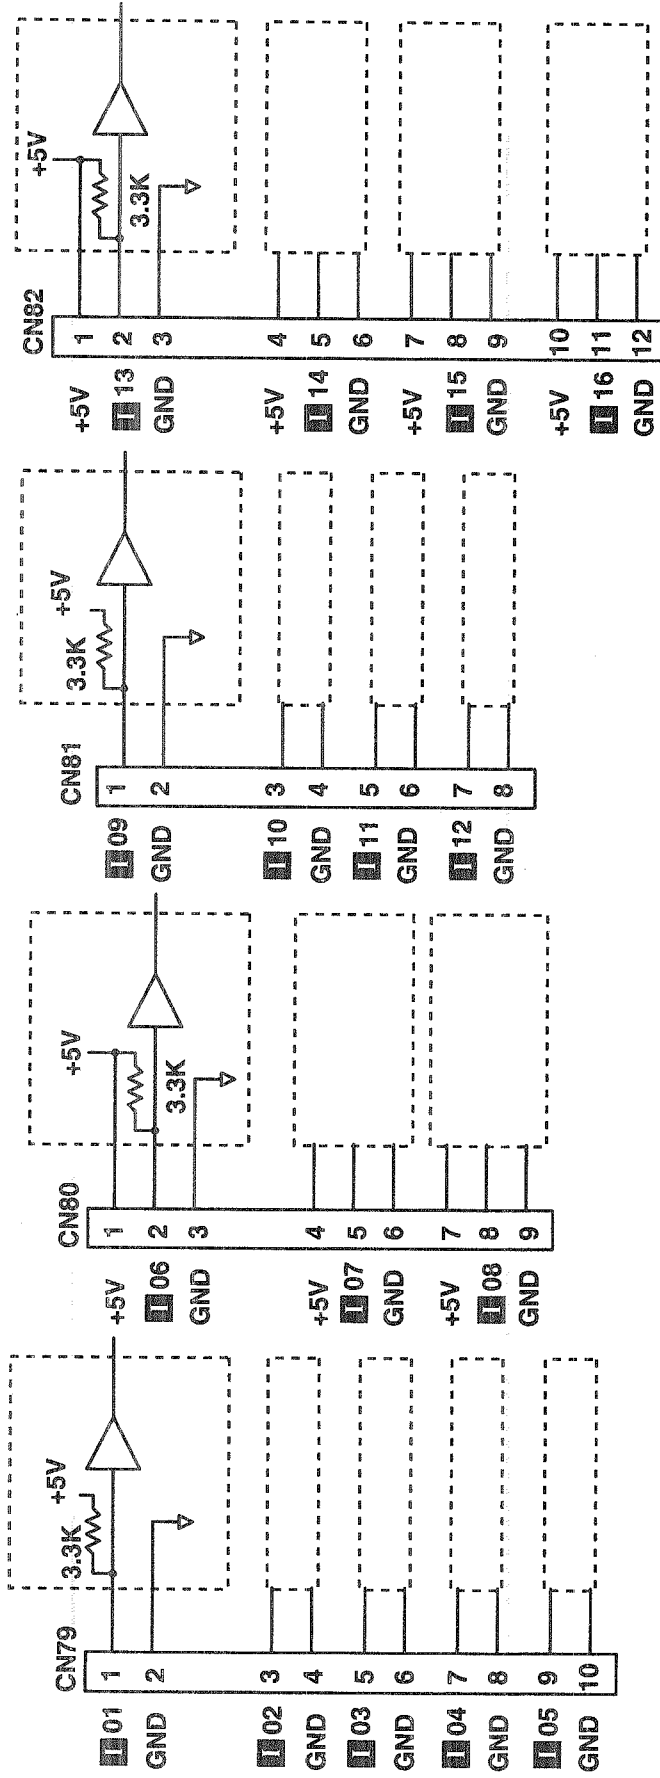 CN79
I 01 1
GND 2
3.3K
+5V
I 02 3
GND 4
I 03 5
GND 6
I 04 7
GND 8
I 05 9
GND 10
CN80
+5V 1
I 06 2
GND 3
+5V
3.3K
+5V 4
I 07 5
GND 6
+5V 7
I 08 8
GND 9
CN81
I 09 1
GND 2
3.3K
+5V
I 10 3
GND 4
I 11 5
GND 6
I 12 7
GND 8
CN82
+5V 1
I 13 2
GND 3
+5V
3.3K
+5V 4
I 14 5
GND 6
+5V 7
I 15 8
GND 9
+5V 10
I 16 11
GND 12